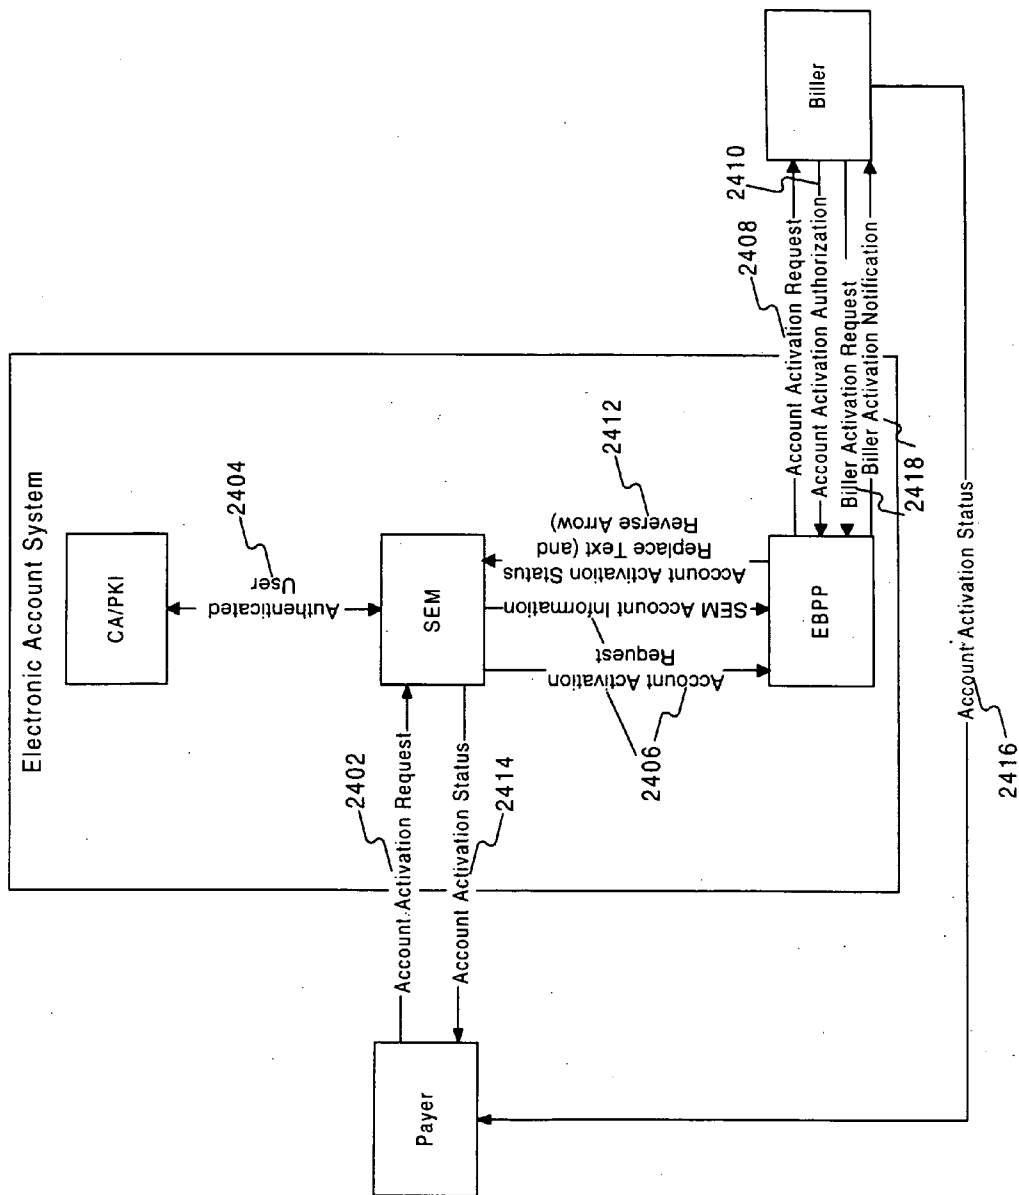 Electronic Account System
CA/PKI
2404
Authenticated
User
SEM
2402
Account Activation Request
Account Activation Status
2414
Account Activation
Request
2406
SEM Account Information
Account Activation Status
Replace Text (and
Reverse Arrow)
2412
EBPP
Payer
2408
Account Activation Request
2410
Account Activation Authorization
Biller Activation Request
Biller Activation Notification
2418
Biller
Account Activation Status
2416